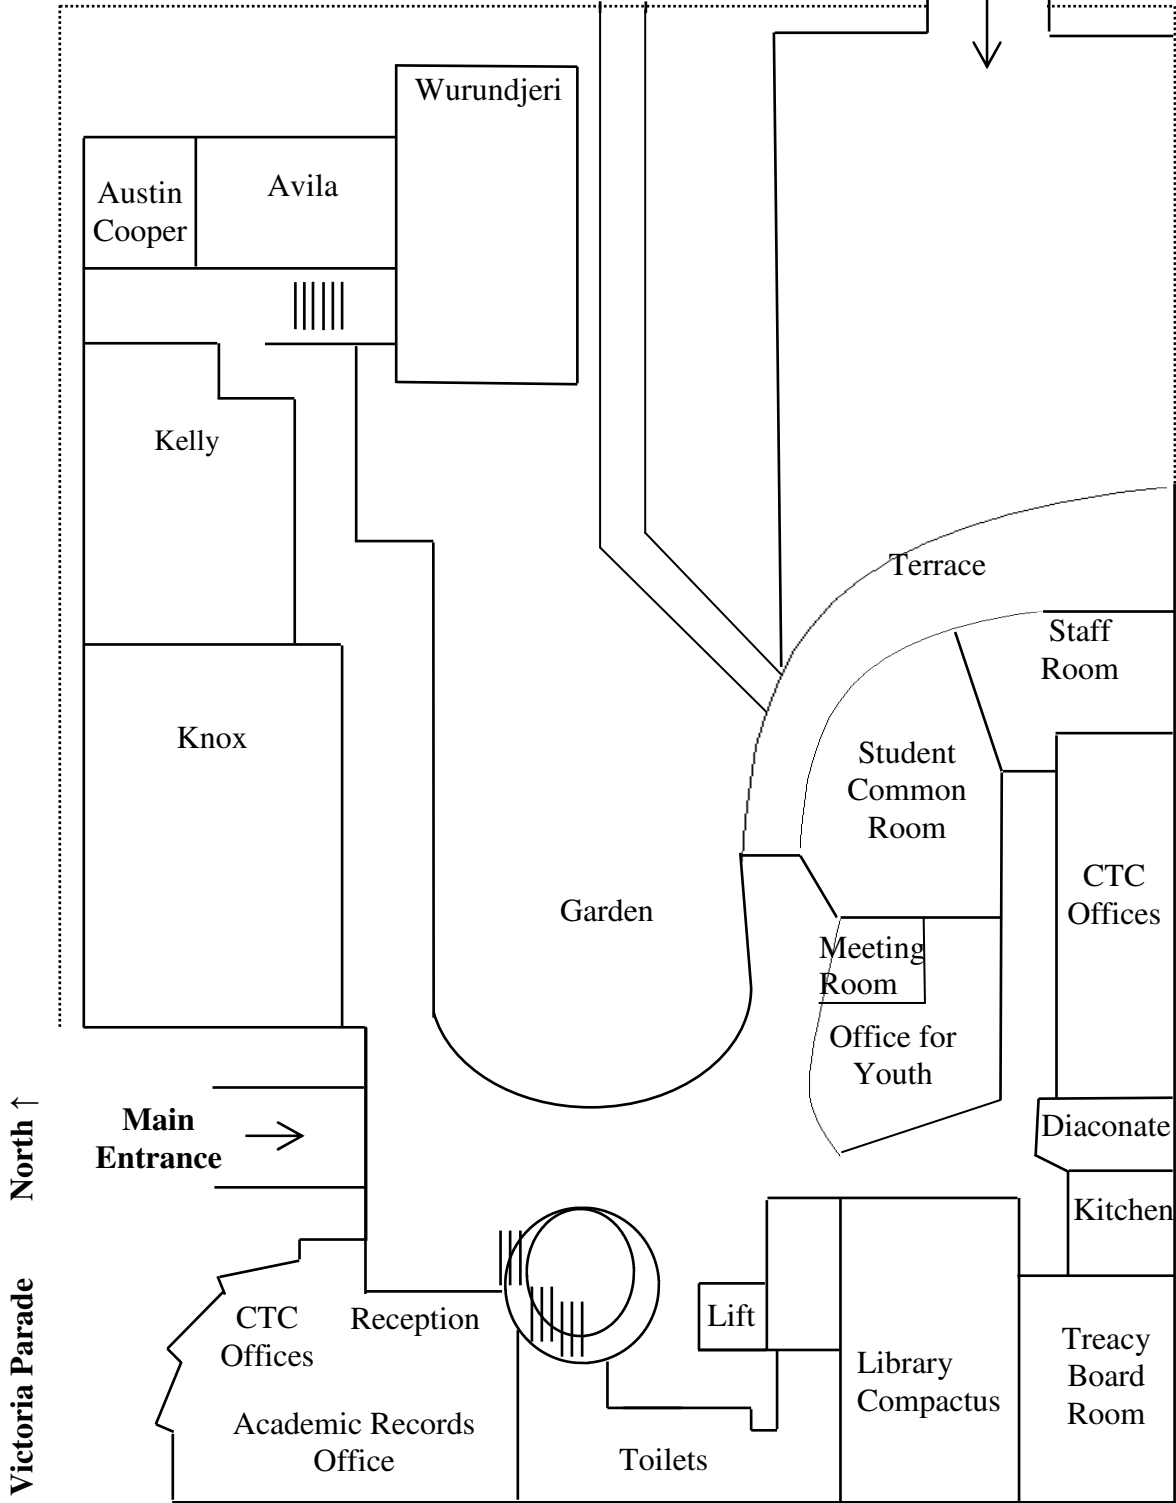 Wurundjeri
Austin
Cooper
Avila
Kelly
Terrace
Staff
Room
Knox
Student
Common
Room
CTC
Offices
Garden
Meeting
Room
Office for
Youth
Main
Entrance
Diaconate
Kitchen
CTC
Offices
Reception
Lift
Library
Compactus
Treacy
Board
Room
Academic Records
Office
Toilets
Victoria Parade North ↑